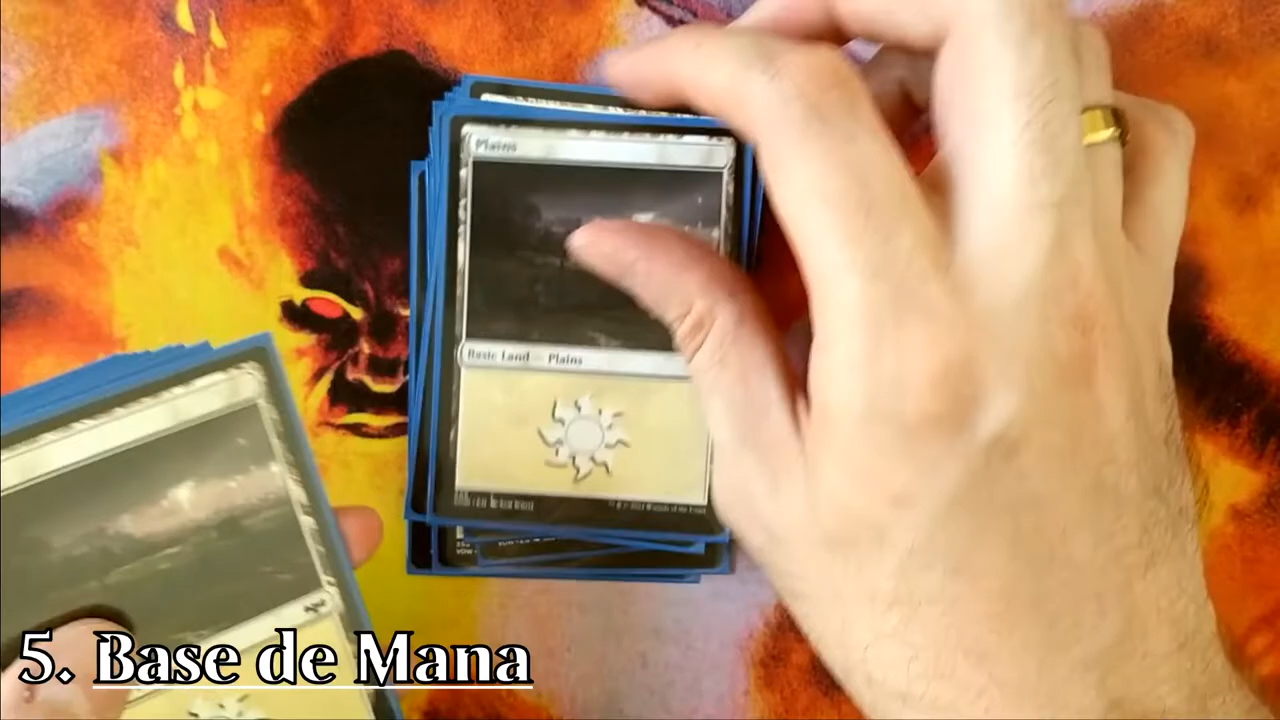 Plains
Basic Land — Plains
5. Base de Mana